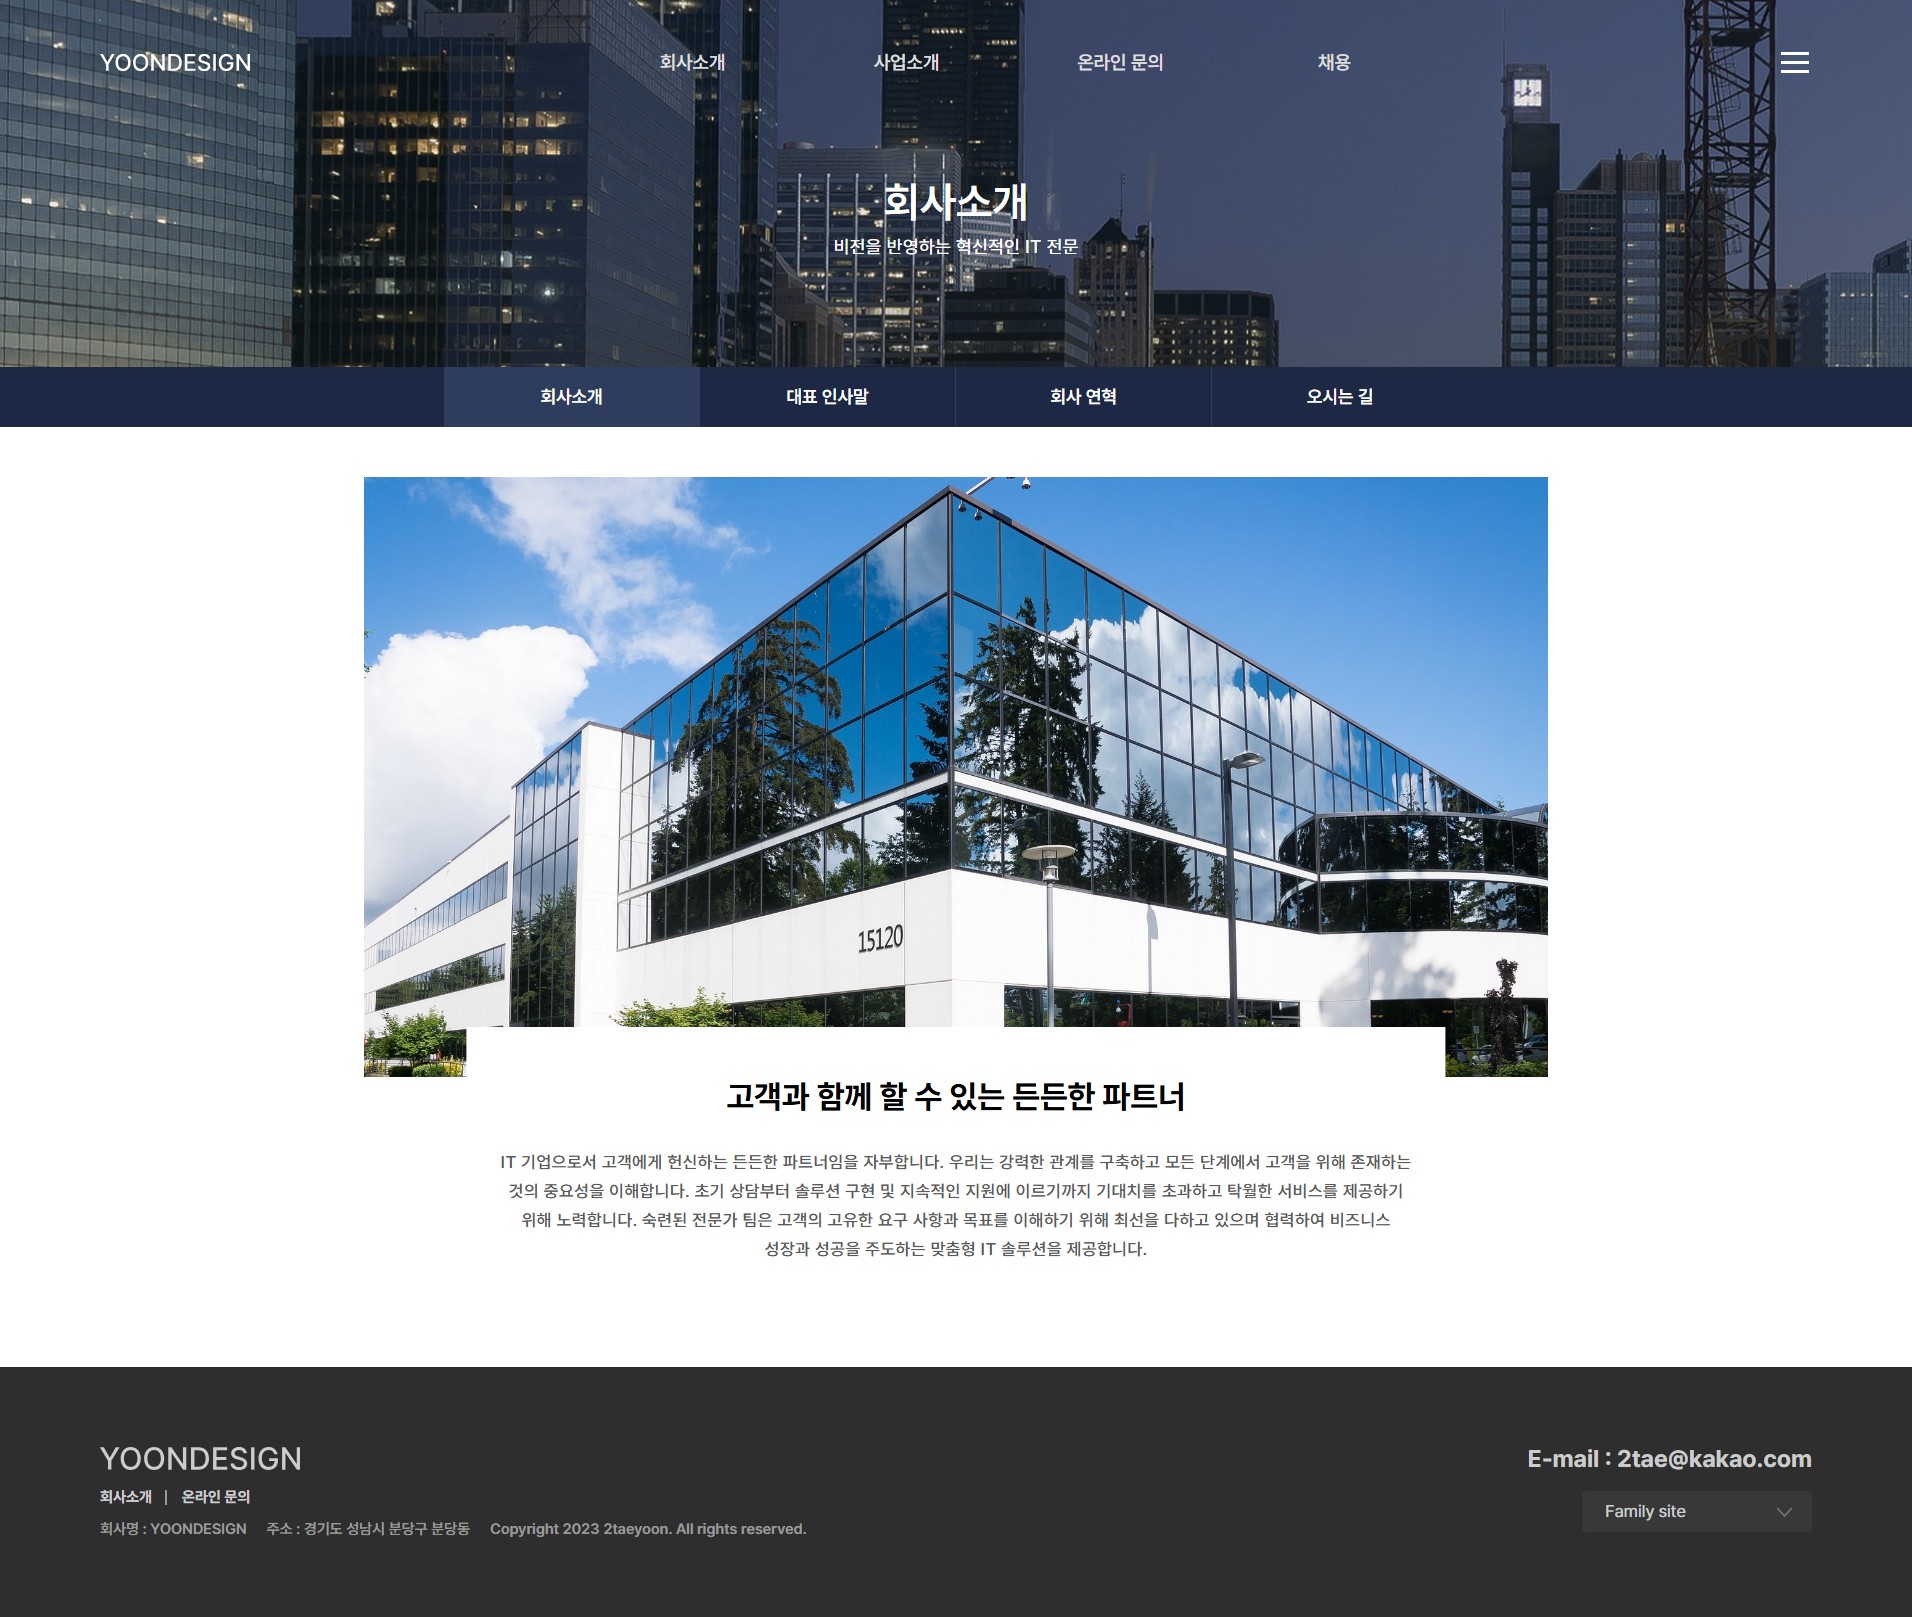 YOONDESIGN
회사소개
사업소개
온라인 문의
채용
회사소개
비전을 반영하는 혁신적인 IT 전문
회사소개
대표 인사말
회사 연혁
오시는 길
15120
고객과 함께 할 수 있는 든든한 파트너
IT 기업으로서 고객에게 헌신하는 든든한 파트너임을 자부합니다. 우리는 강력한 관계를 구축하고 모든 단계에서 고객을 위해 존재하는
것의 중요성을 이해합니다. 초기 상담부터 솔루션 구현 및 지속적인 지원에 이르기까지 기대치를 초과하고 탁월한 서비스를 제공하기
위해 노력합니다. 숙련된 전문가 팀은 고객의 고유한 요구 사항과 목표를 이해하기 위해 최선을 다하고 있으며 협력하여 비즈니스
성장과 성공을 주도하는 맞춤형 IT 솔루션을 제공합니다.
YOONDESIGN
회사소개 | 온라인 문의
회사명 : YOONDESIGN 주소 : 경기도 성남시 분당구 분당동 Copyright 2023 2taeyoon. All rights reserved.
E-mail : 2tae@kakao.com
Family site